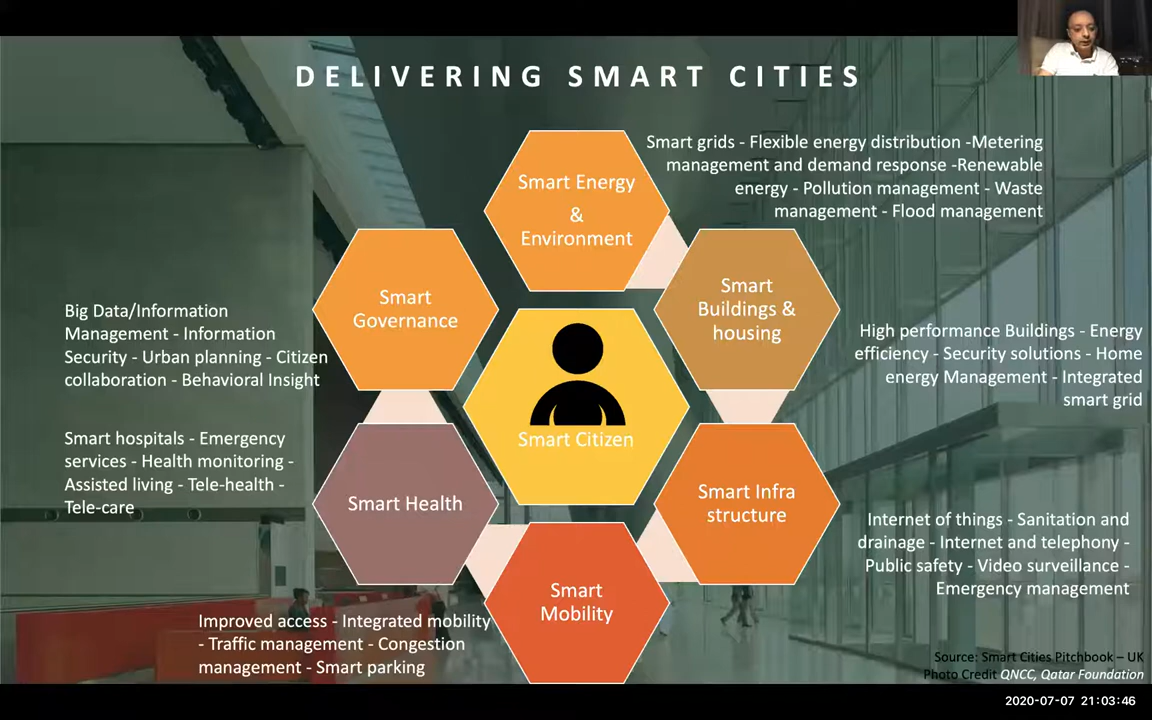 DELIVERING SMART CITIES
Smart Energy
&
Environment
Smart grids - Flexible energy distribution -Metering
management and demand response -Renewable
energy - Pollution management - Waste
management - Flood management
Smart
Buildings &
housing
High performance Buildings - Energy
efficiency - Security solutions - Home
energy Management - Integrated
smart grid
Smart Infra
structure
Internet of things - Sanitation and
drainage - Internet and telephony -
Public safety - Video surveillance -
Emergency management
Smart
Mobility
Improved access - Integrated mobility
- Traffic management - Congestion
management - Smart parking
Smart Health
Smart hospitals - Emergency
services - Health monitoring -
Assisted living - Tele-health -
Tele-care
Smart
Governance
Big Data/Information
Management - Information
Security - Urban planning - Citizen
collaboration - Behavioral Insight
Smart Citizen
Source: Smart Cities Pitchbook – UK
Photo Credit QNCC, Qatar Foundation
2020-07-07 21:03:46